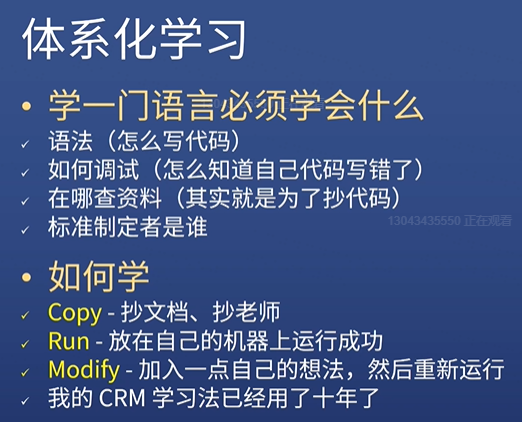 体系化学习
• 学一门语言必须学会什么
✓ 语法（怎么写代码）
✓ 如何调试（怎么知道自己代码写错了）
✓ 在哪查资料（其实就是为了抄代码）
✓ 标准制定者是谁
13043435550 正在观看
• 如何学
✓ Copy - 抄文档、抄老师
✓ Run - 放在自己的机器上运行成功
✓ Modify - 加入一点自己的想法，然后重新运行
✓ 我的 CRM 学习法已经用了十年了